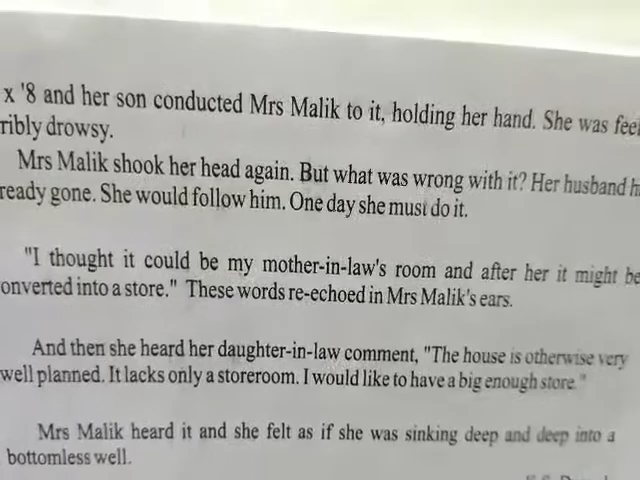 x '8 and her son conducted Mrs Malik to it, holding her hand. She was feel
ribly drowsy.
Mrs Malik shook her head again. But what was wrong with it? Her husband h
ready gone. She would follow him. One day she must do it.
"I thought it could be my mother-in-law's room and after her it might be
onverted into a store." These words re-echoed in Mrs Malik's ears.
And then she heard her daughter-in-law comment, "The house is otherwise very
well planned. It lacks only a storeroom. I would like to have a big enough store."
Mrs Malik heard it and she felt as if she was sinking deep and deep into a
bottomless well.